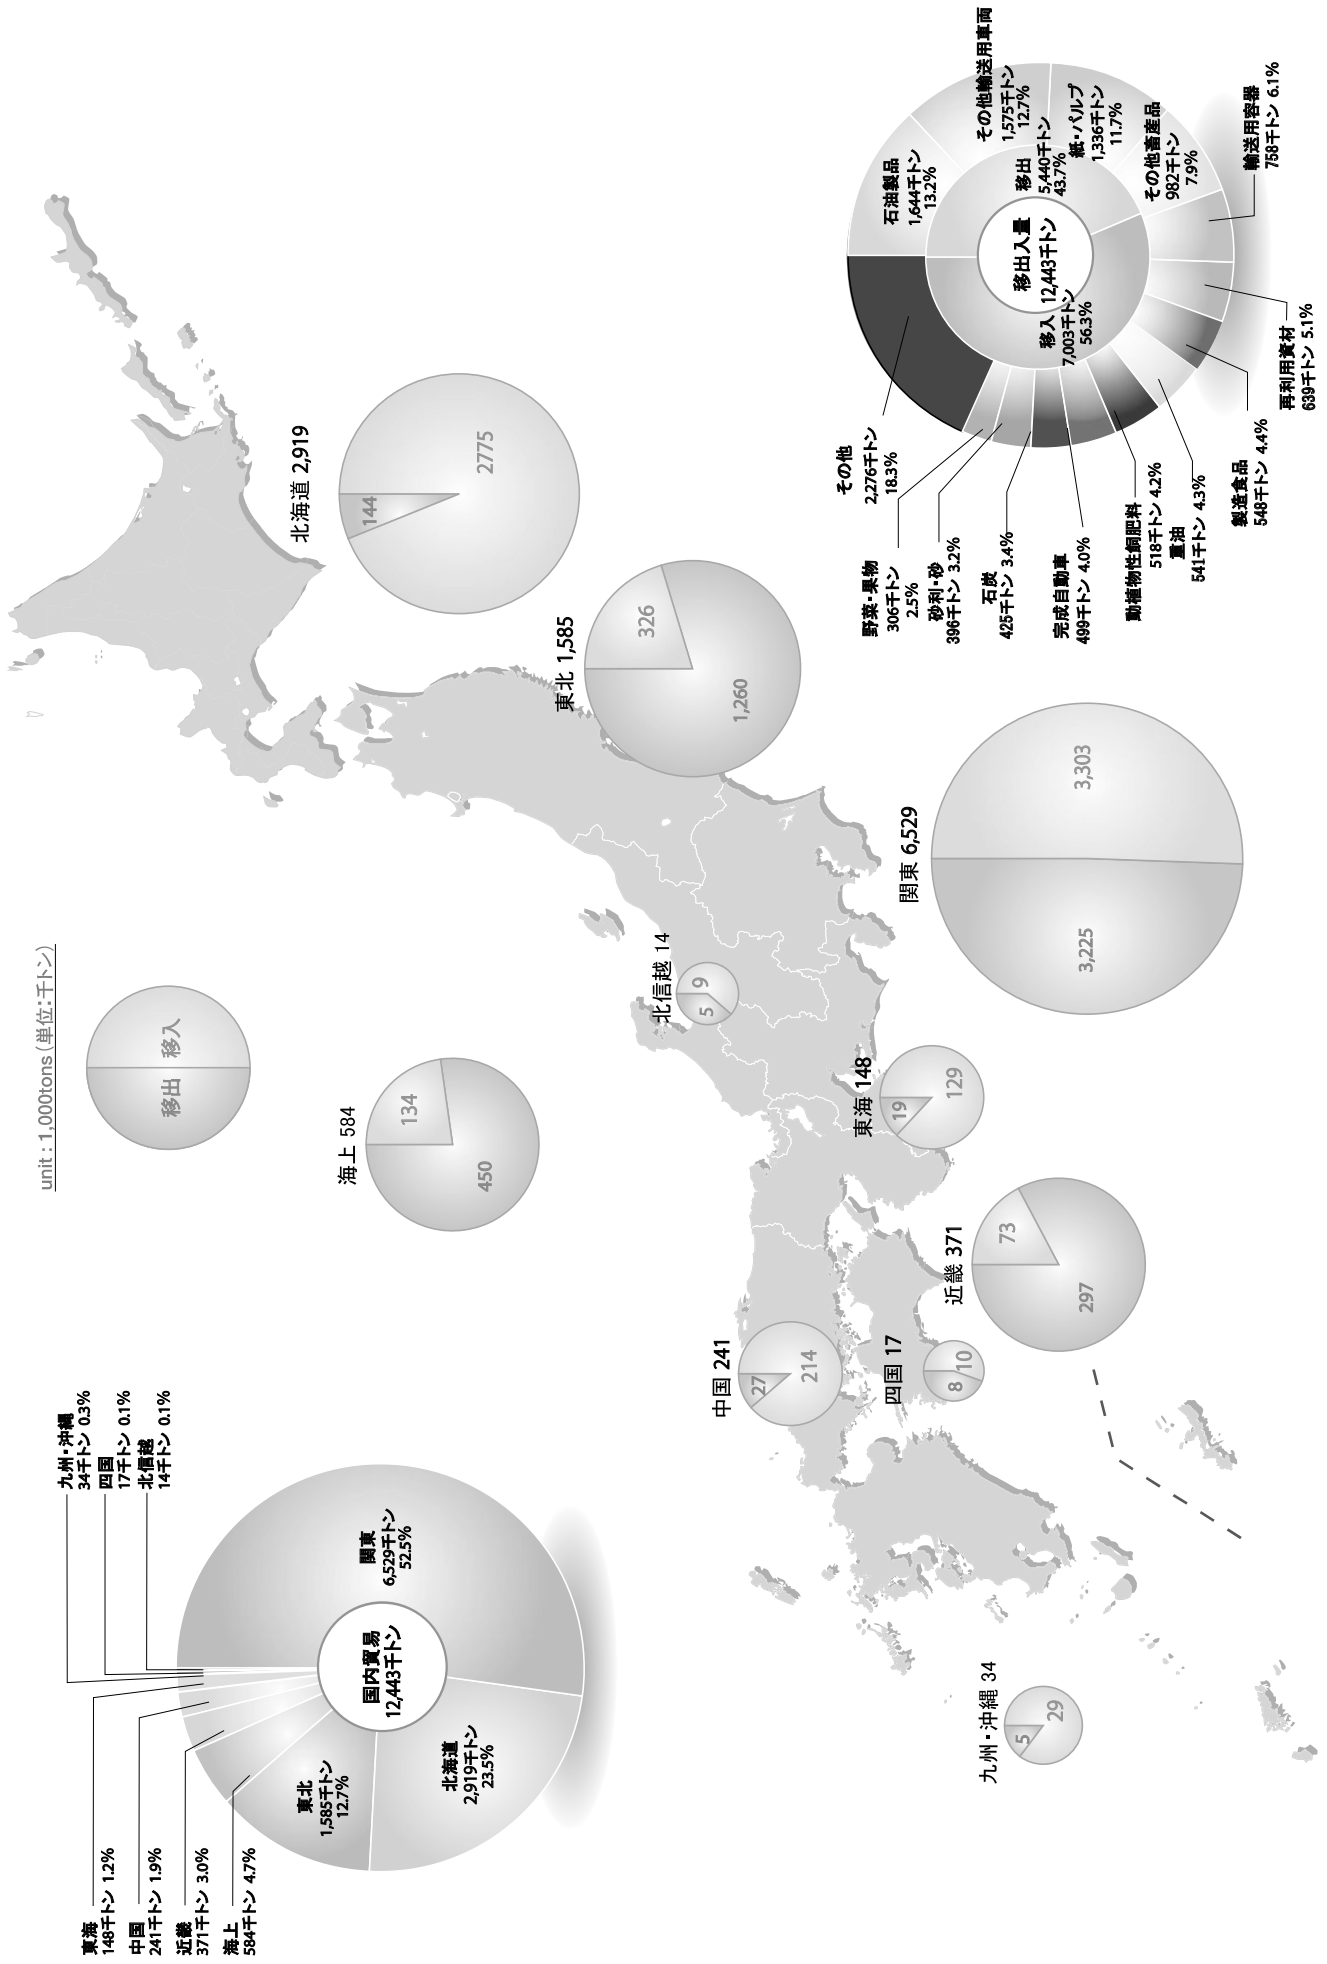 unit : 1,000tons（単位：千トン）
移出
移入
国内貿易
12,443千トン
関東
6,529千トン
52.5%
北海道
2,919千トン
23.5%
東北
1,585千トン
12.7%
海上
584千トン 4.7%
近畿
371千トン 3.0%
中国
241千トン 1.9%
東海
148千トン 1.2%
九州・沖縄
34千トン 0.3%
四国
17千トン 0.1%
北信越
14千トン 0.1%
海上 584
134
450
北海道 2,919
144
2775
東北 1,585
326
1,260
関東 6,529
3,303
3,225
北信越 14
9
5
東海 148
19
129
近畿 371
73
297
中国 241
27
214
四国 17
8
10
九州・沖縄 34
5
29
移出入量
12,443千トン
移出
5,440千トン
43.7%
移入
7,003千トン
56.3%
石油製品
1,644千トン
13.2%
その他輸送用車両
1,575千トン
12.7%
紙・パルプ
1,336千トン
11.7%
その他畜産品
982千トン
7.9%
輸送用容器
758千トン 6.1%
再利用資材
639千トン 5.1%
製造食品
548千トン 4.4%
重油
541千トン 4.3%
動植物性飼肥料
518千トン 4.2%
完成自動車
499千トン 4.0%
石炭
425千トン 3.4%
砂利・砂
396千トン 3.2%
野菜・果物
306千トン
2.5%
その他
2,276千トン
18.3%